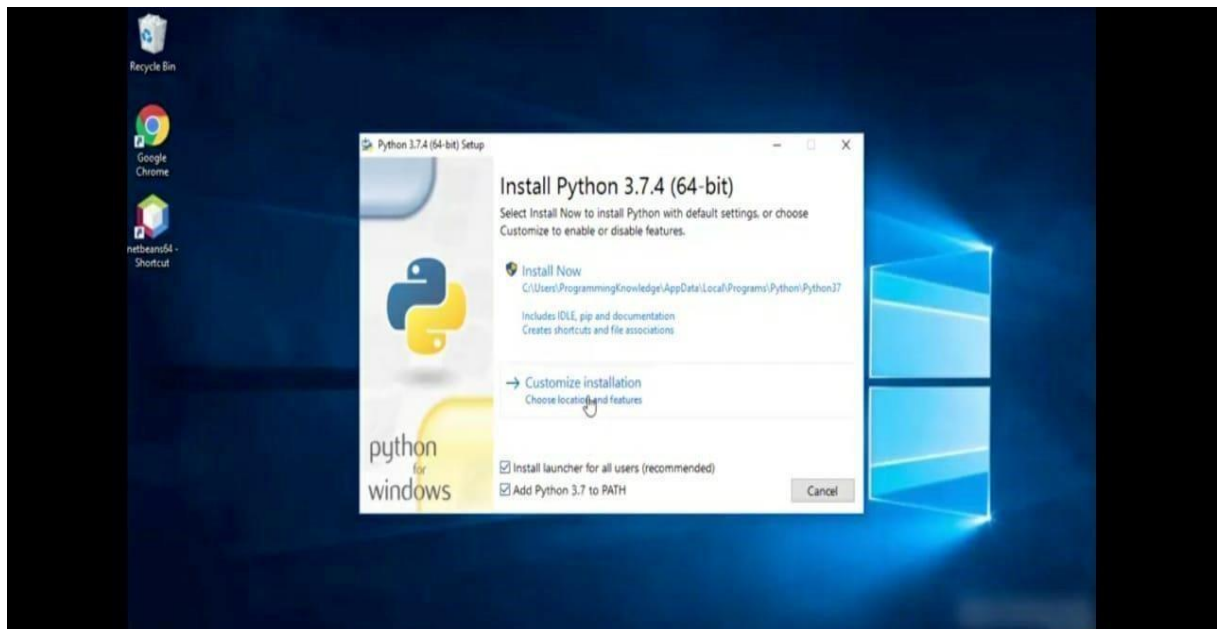 Recycle Bin
Google
Chrome
netbeans64 -
Shortcut
Python 3.7.4 (64-bit) Setup
Install Python 3.7.4 (64-bit)
Select Install Now to install Python with default settings, or choose
Customize to enable or disable features.
Install Now
C:\Users\ProgrammingKnowledge\AppData\Local\Programs\Python\Python37
Includes IDLE, pip and documentation
Creates shortcuts and file associations
Customize installation
Choose location and features
python
for
windows
Install launcher for all users (recommended)
Add Python 3.7 to PATH
Cancel